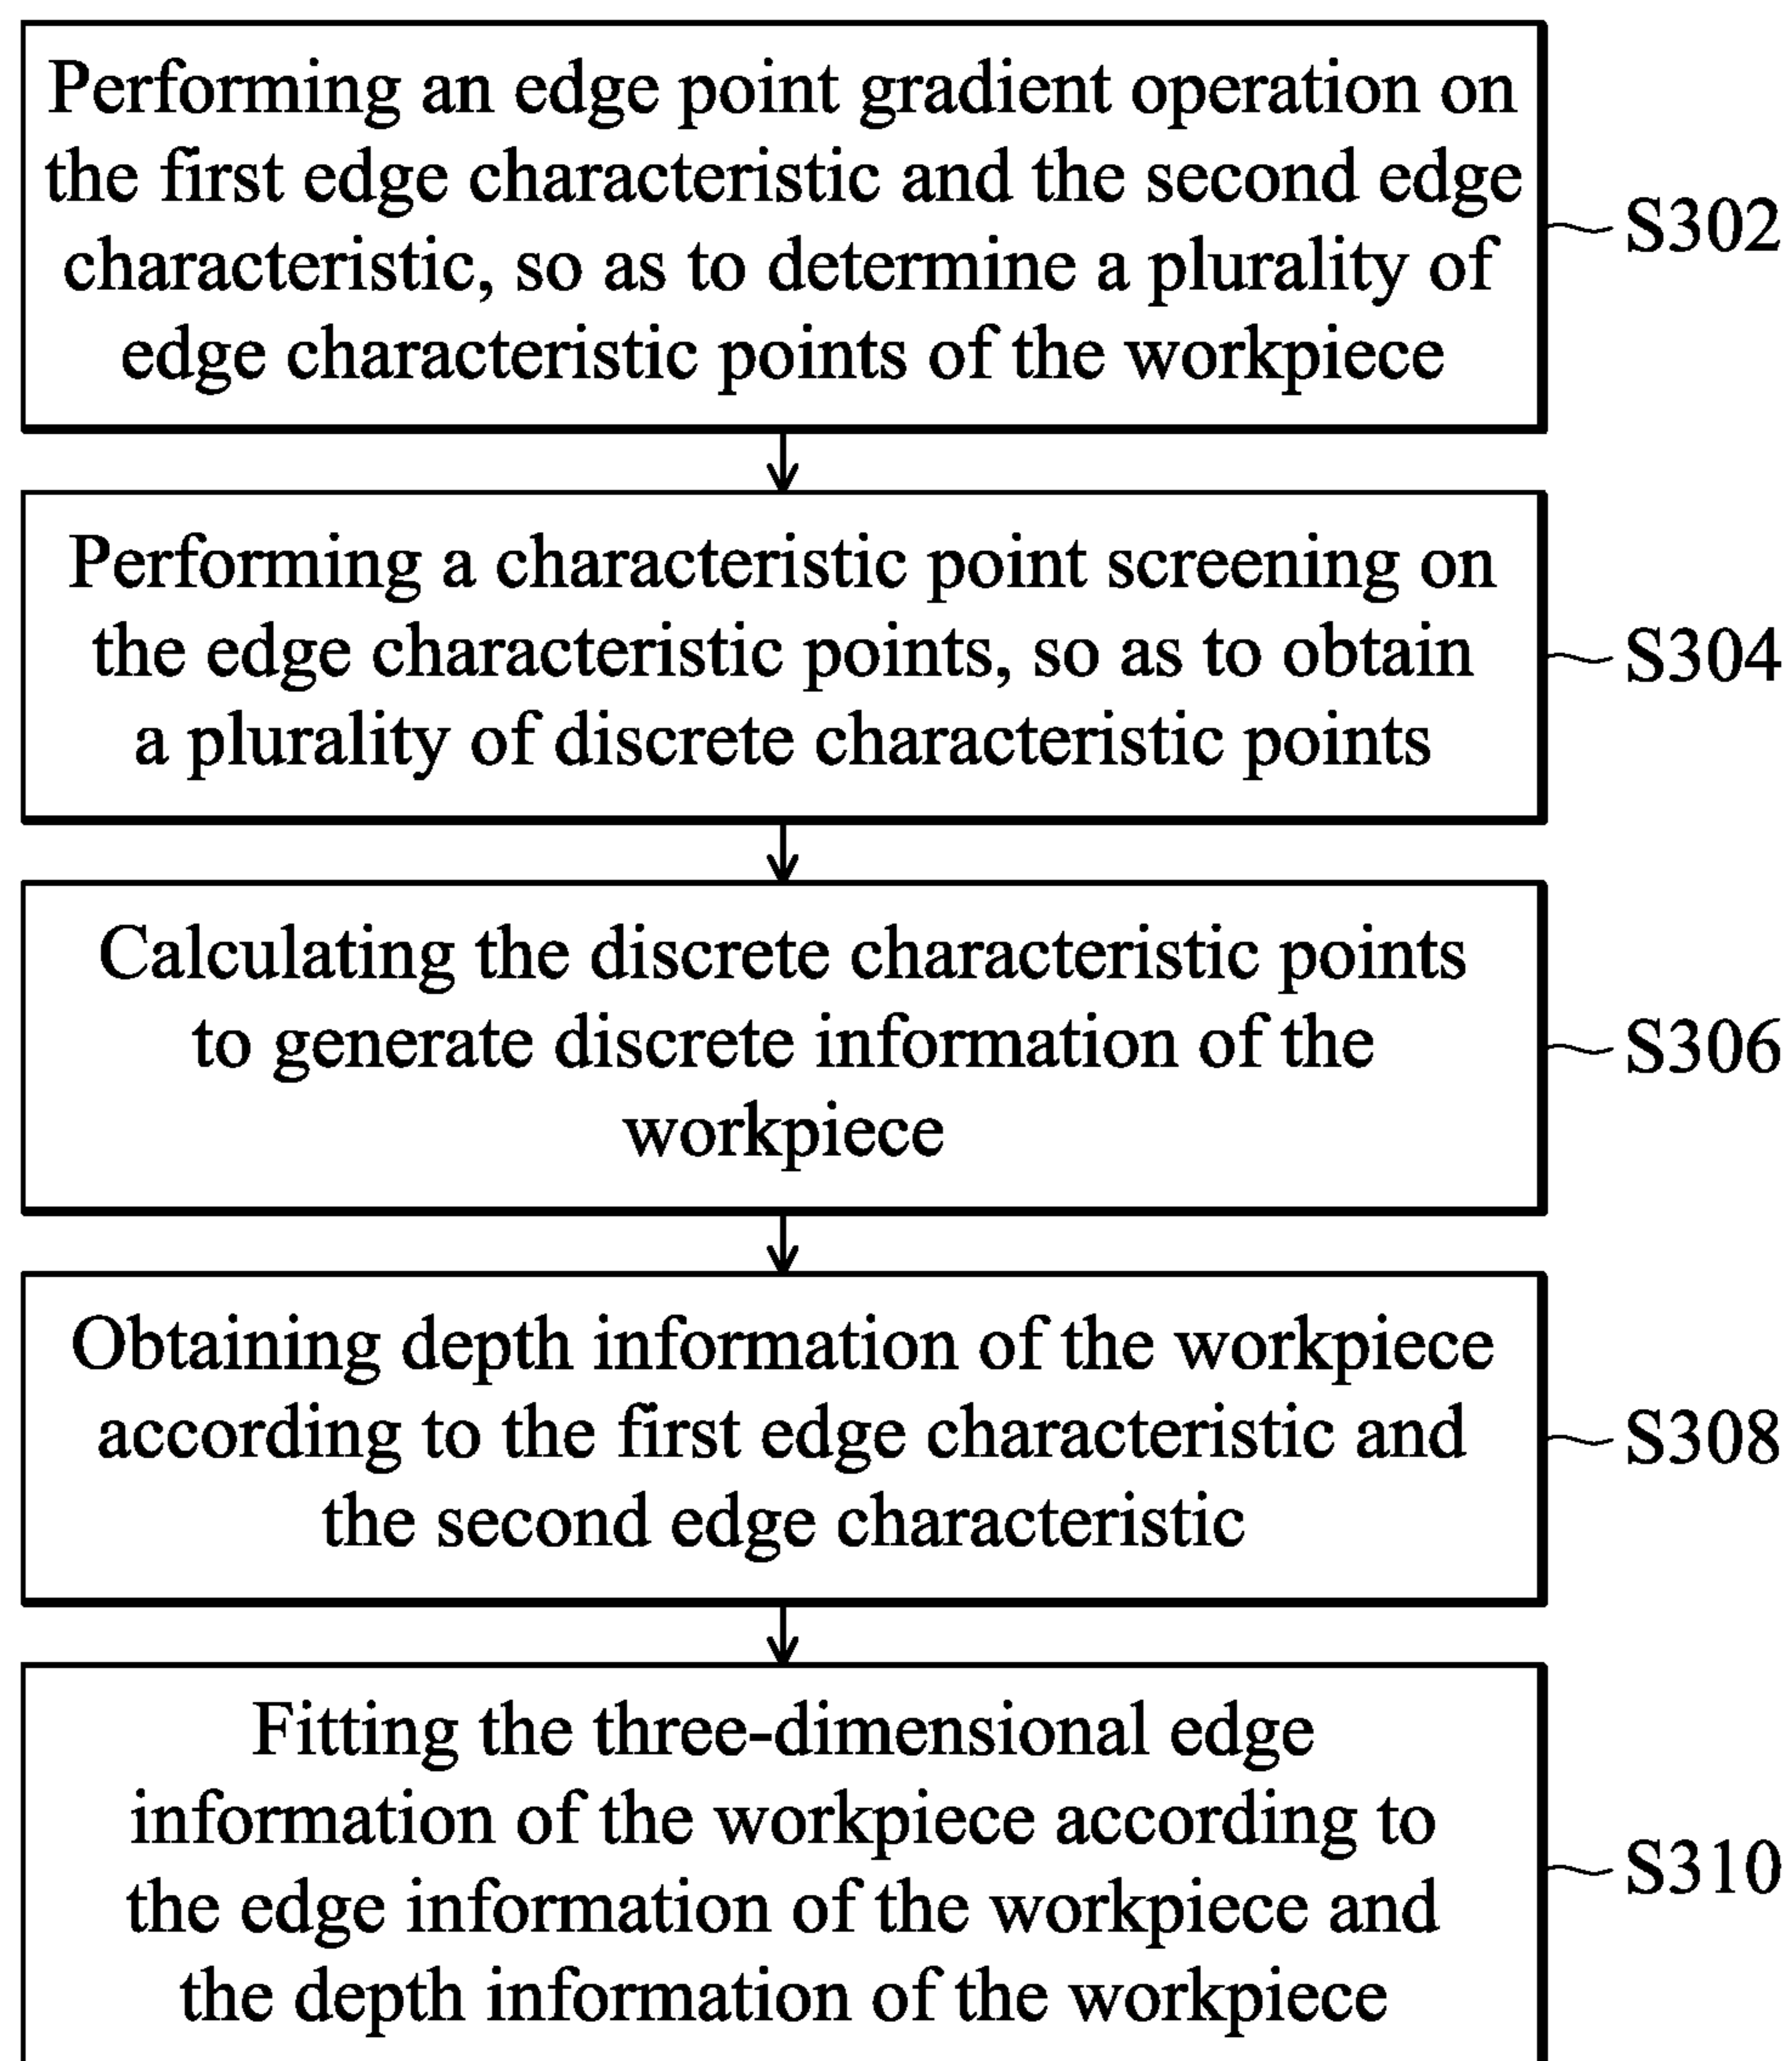 Performing an edge point gradient operation on
the first edge characteristic and the second edge
characteristic, so as to determine a plurality of
edge characteristic points of the workpiece
S302
Performing a characteristic point screening on
the edge characteristic points, so as to obtain
a plurality of discrete characteristic points
S304
Calculating the discrete characteristic points
to generate discrete information of the
workpiece
S306
Obtaining depth information of the workpiece
according to the first edge characteristic and
the second edge characteristic
S308
Fitting the three-dimensional edge
information of the workpiece according to
the edge information of the workpiece and
the depth information of the workpiece
S310